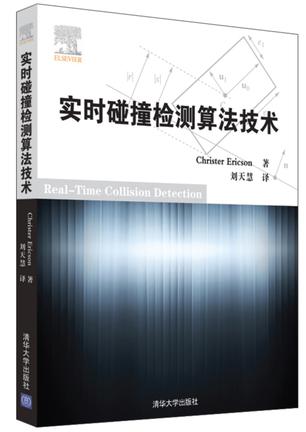 ELSEVIER
实时碰撞检测算法技术
Christer Ericson 著
刘天慧 译
Real-Time Collision Detection
清华大学出版社
实时碰撞检测算法技术
Christer Ericson 著
刘天慧 译
清华大学出版社